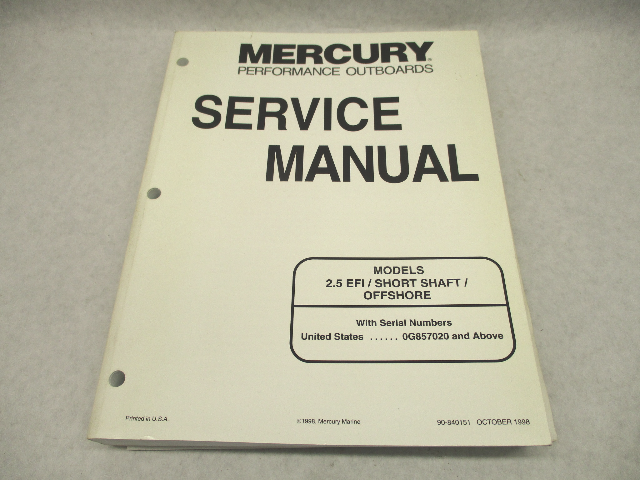 MERCURY®
PERFORMANCE OUTBOARDS
SERVICE
MANUAL
MODELS
2.5 EFI / SHORT SHAFT /
OFFSHORE
With Serial Numbers
United States ...... 0G857020 and Above
Printed in U.S.A.
©1998, Mercury Marine
90-840151 OCTOBER 1998